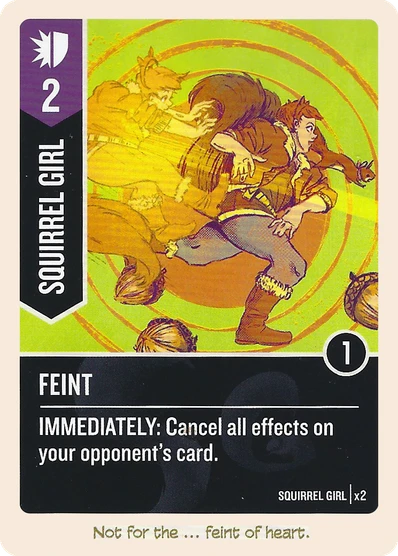 2
SQUIRREL GIRL
1
FEINT
IMMEDIATELY: Cancel all effects on
your opponent's card.
SQUIRREL GIRL | x2
Not for the ... feint of heart.